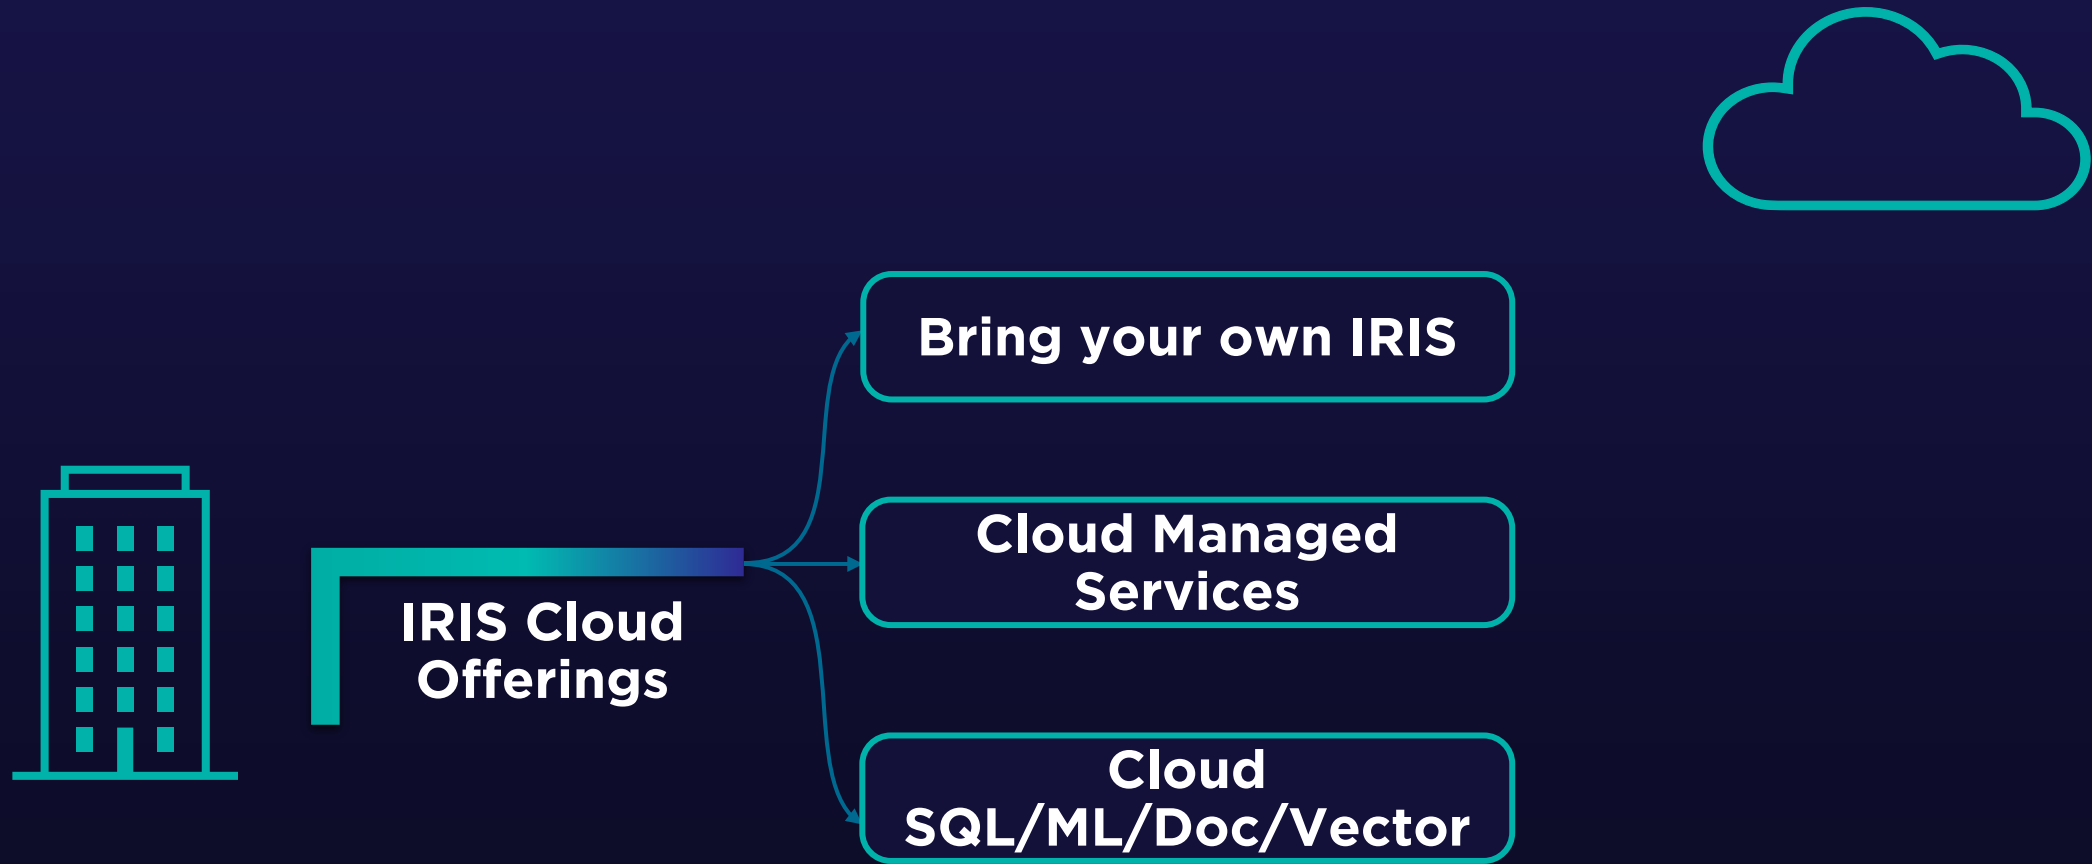 Bring your own IRIS
Cloud Managed
Services
IRIS Cloud
Offerings
Cloud
SQL/ML/Doc/Vector